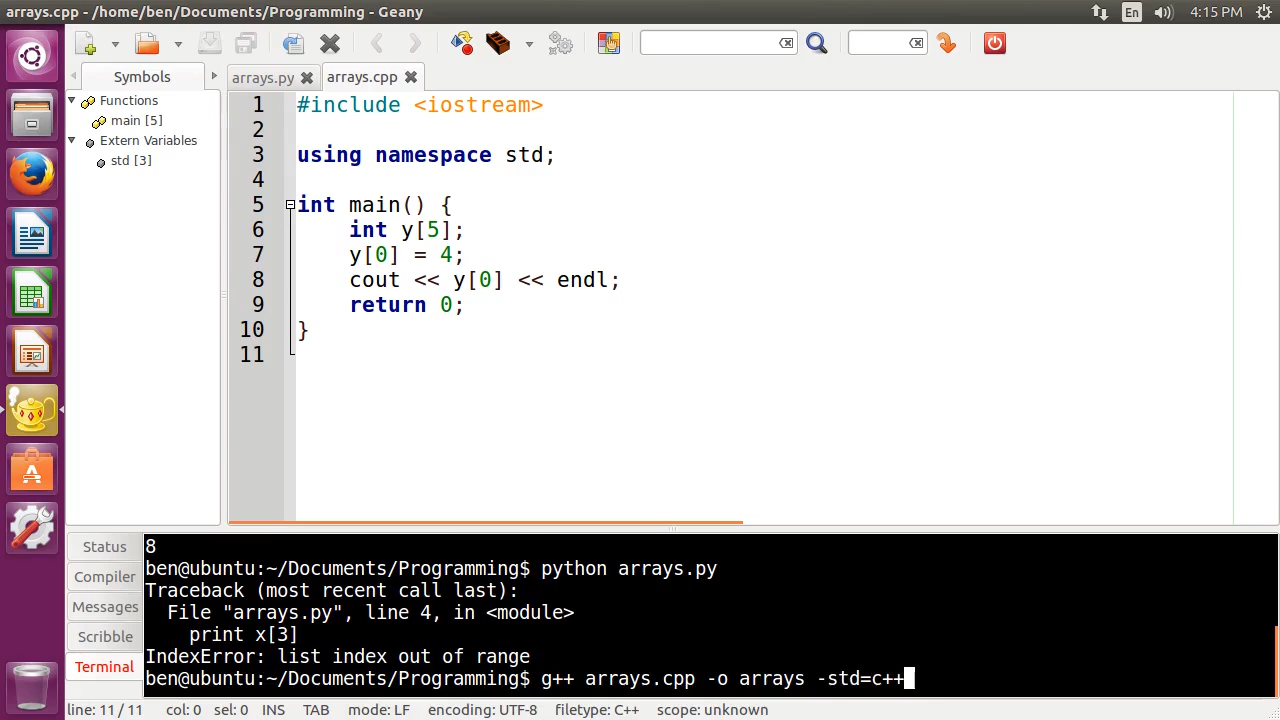 arrays.cpp - /home/ben/Documents/Programming - Geany
En
4:15 PM
Symbols
arrays.py
arrays.cpp
Functions
main [5]
Extern Variables
std [3]
1 #include <iostream>
2
3 using namespace std;
4
5 int main() {
6     int y[5];
7     y[0] = 4;
8     cout << y[0] << endl;
9     return 0;
10 }
11
Status
Compiler
Messages
Scribble
Terminal
8
ben@ubuntu:~/Documents/Programming$ python arrays.py
Traceback (most recent call last):
  File "arrays.py", line 4, in <module>
    print x[3]
IndexError: list index out of range
ben@ubuntu:~/Documents/Programming$ g++ arrays.cpp -o arrays -std=c++
line: 11 / 11 col: 0 sel: 0 INS TAB mode: LF encoding: UTF-8 filetype: C++ scope: unknown